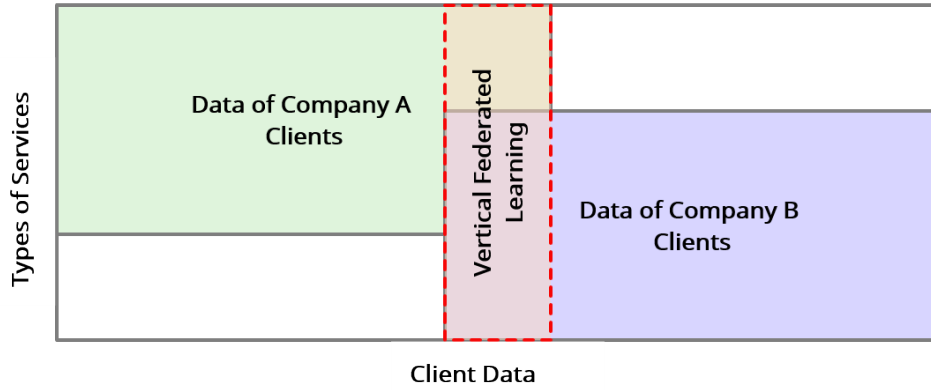 Types of Services
Data of Company A
Clients
Vertical Federated
Learning
Data of Company B
Clients
Client Data